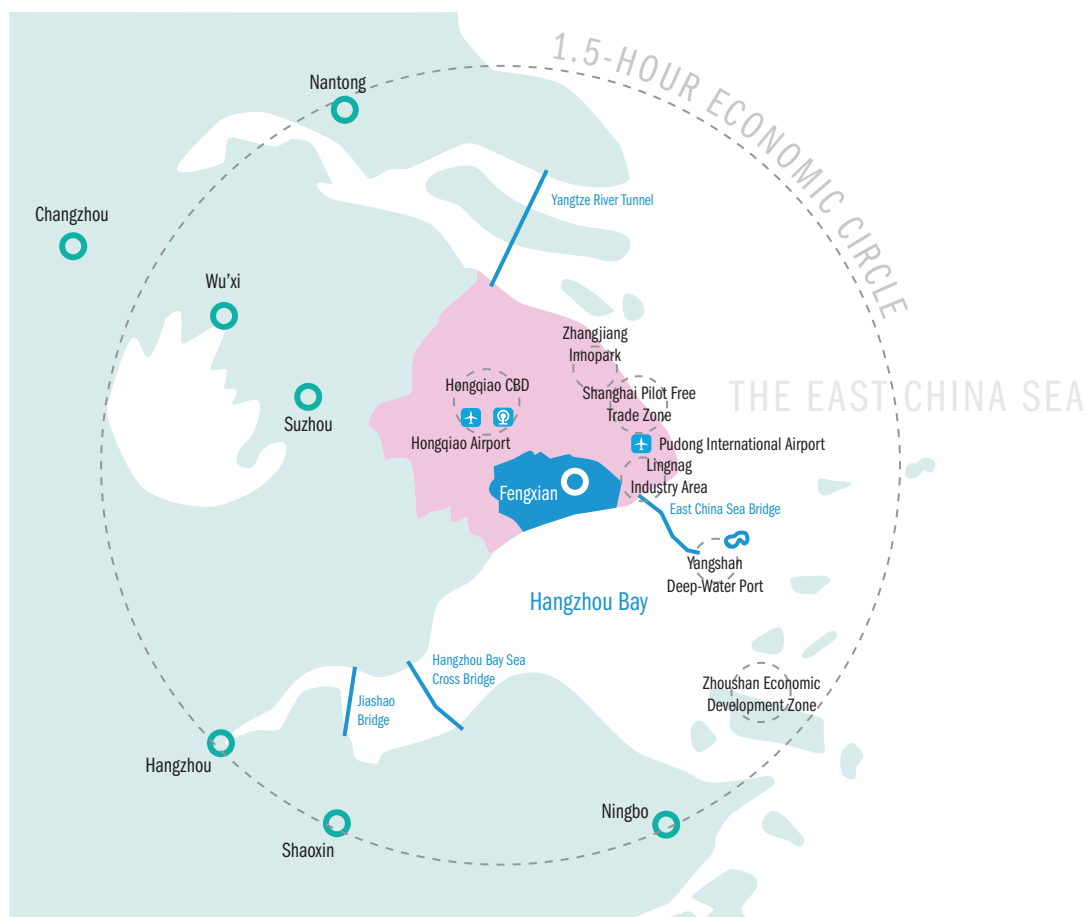 1.5-HOUR ECONOMIC CIRCLE
Nantong
Yangtze River Tunnel
Changzhou
Wu'xi
Zhangjiang
Innopark
Hongqiao CBD
Shanghai Pilot Free
Trade Zone
THE EAST CHINA SEA
Suzhou
Hongqiao Airport
Pudong International Airport
Lingnag
Industry Area
Fengxian
East China Sea Bridge
Yangshan
Deep-Water Port
Hangzhou Bay
Hangzhou Bay Sea
Cross Bridge
Jiashao
Bridge
Zhoushan Economic
Development Zone
Hangzhou
Ningbo
Shaoxin